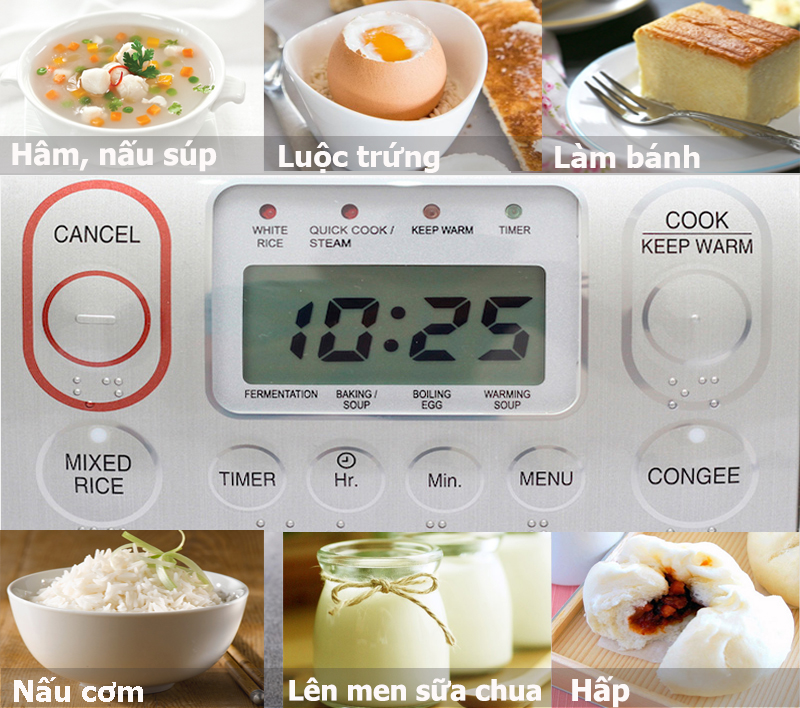 Hâm, nấu súp
Luộc trứng
Làm bánh
CANCEL
WHITE
RICE
QUICK COOK /
STEAM
KEEP WARM
TIMER
COOK
KEEP WARM
10:25
FERMENTATION
BAKING /
SOUP
BOILING
EGG
WARMING
SOUP
MIXED
RICE
TIMER
Hr.
Min.
MENU
CONGEE
Nấu cơm
Lên men sữa chua
Hấp